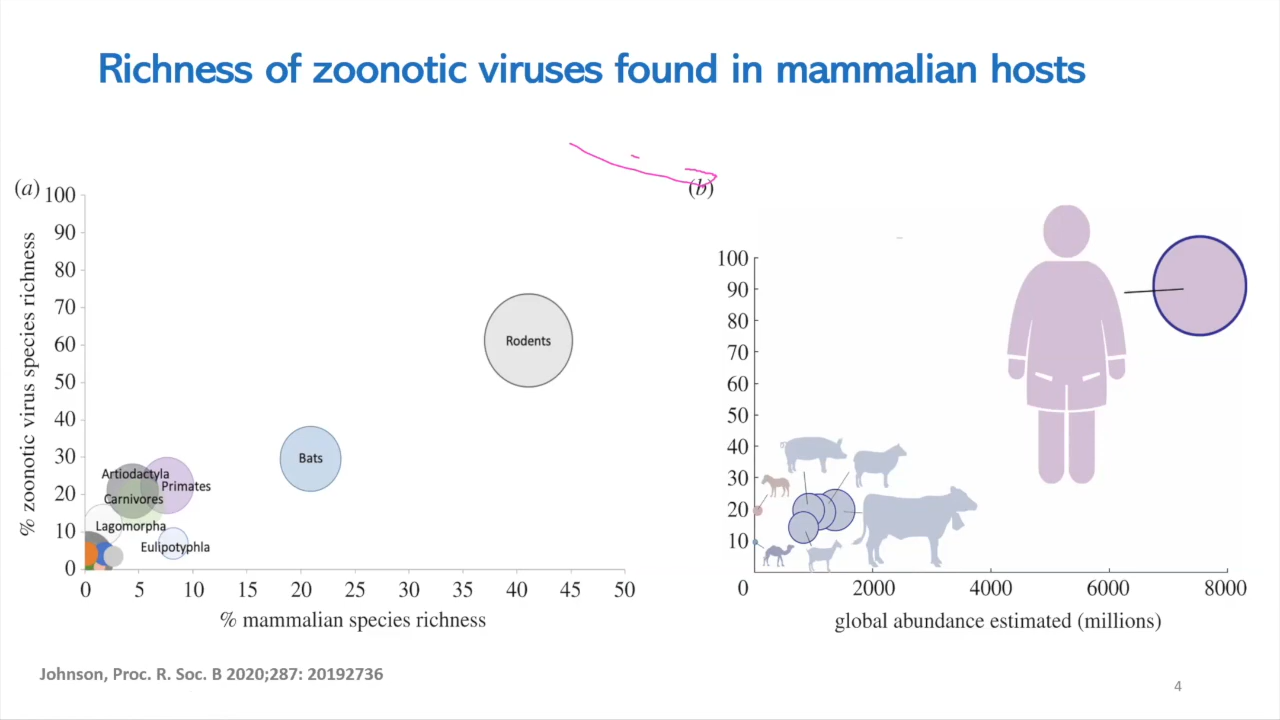 Richness of zoonotic viruses found in mammalian hosts
(a)
100
90
80
70
60
50
40
30
20
10
0
% zoonotic virus species richness
Rodents
Bats
Artiodactyla
Primates
Carnivores
Lagomorpha
Eulipotyphla
0 5 10 15 20 25 30 35 40 45 50
% mammalian species richness
(b)
100
90
80
70
60
50
40
30
20
10
0 2000 4000 6000 8000
global abundance estimated (millions)
Johnson, Proc. R. Soc. B 2020;287: 20192736
4